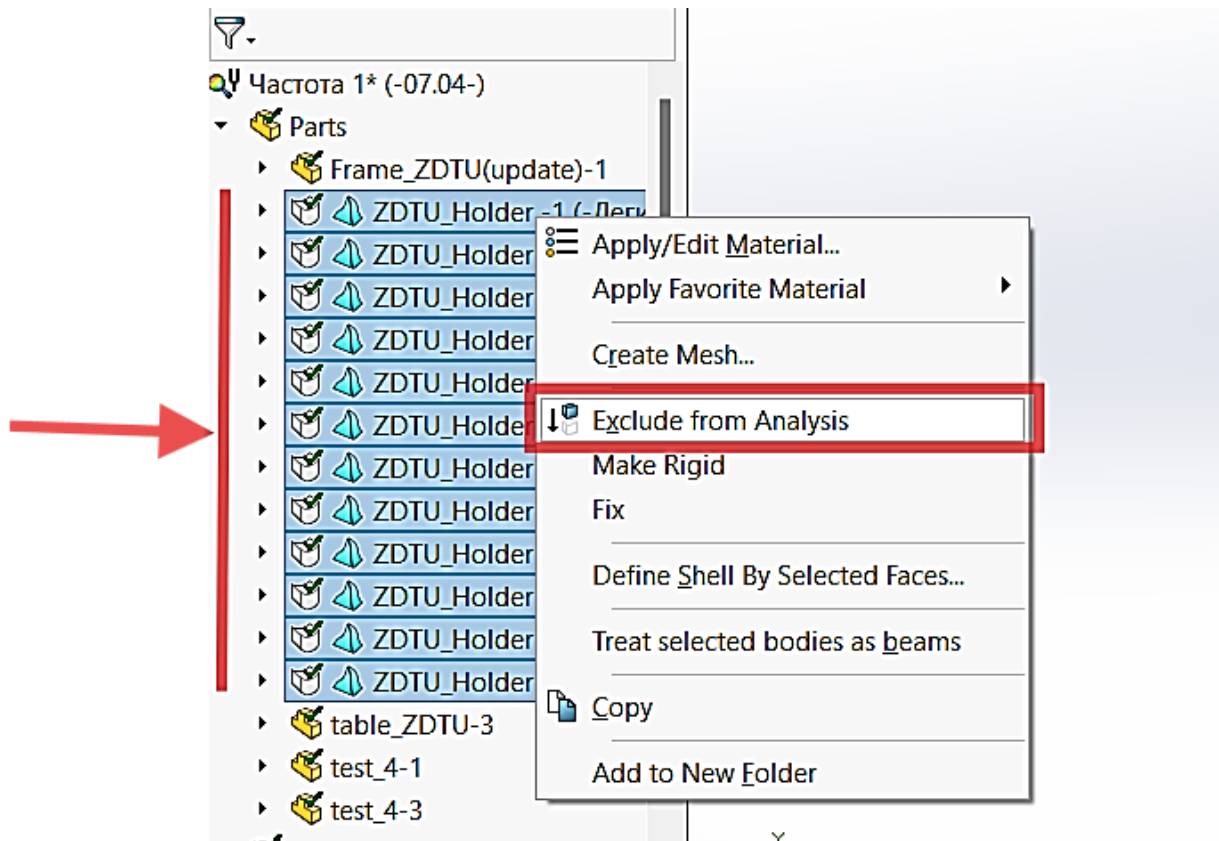 Частота 1* (-07.04-)
Parts
Frame_ZDTU(update)-1
ZDTU_Holder -1 (-Леги
ZDTU_Holder
ZDTU_Holder
ZDTU_Holder
ZDTU_Holder
ZDTU_Holder
ZDTU_Holder
ZDTU_Holder
ZDTU_Holder
ZDTU_Holder
ZDTU_Holder
ZDTU_Holder
table_ZDTU-3
test_4-1
test_4-3
Apply/Edit Material...
Apply Favorite Material
Create Mesh...
Exclude from Analysis
Make Rigid
Fix
Define Shell By Selected Faces...
Treat selected bodies as beams
Copy
Add to New Folder